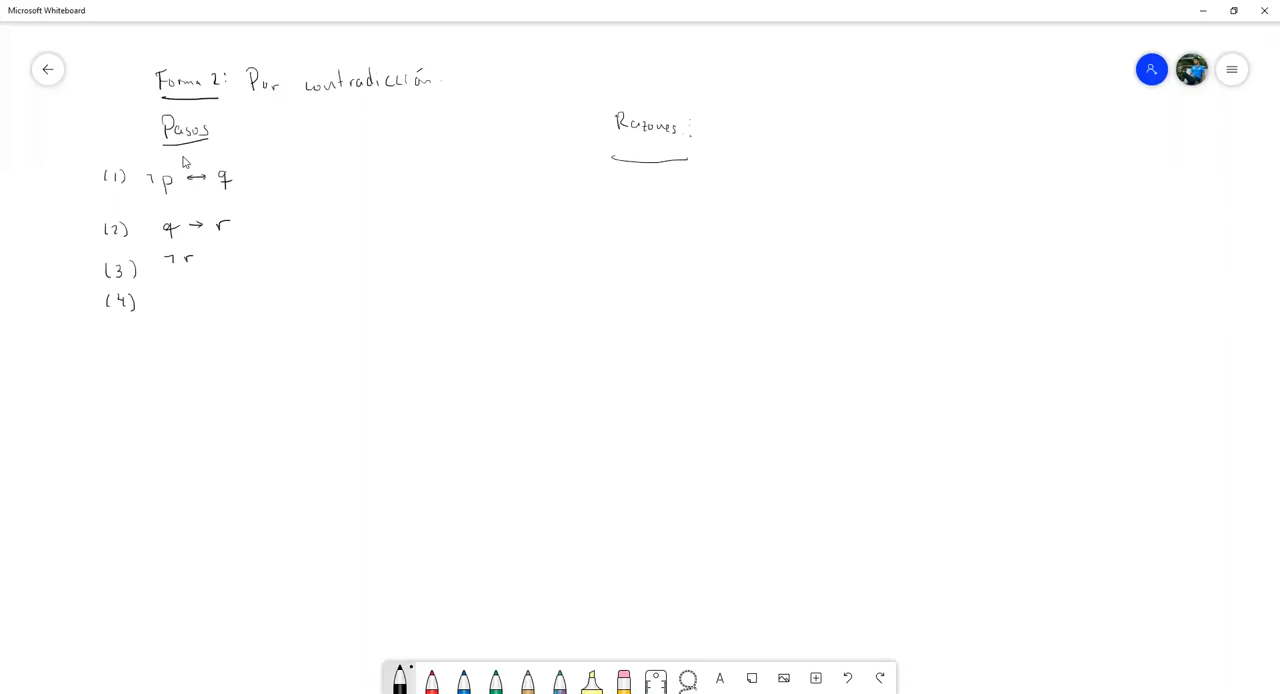 Microsoft Whiteboard
Forma 2: Por contradicción.
Pasos
Razones:
(1) ¬p ↔ q
(2) q → r
(3) ¬r
(4)